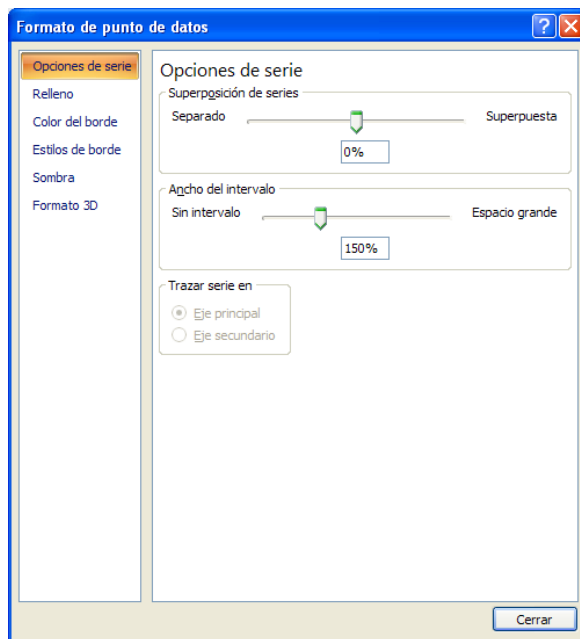 Formato de punto de datos
Opciones de serie
Relleno
Color del borde
Estilos de borde
Sombra
Formato 3D
Opciones de serie
Superposición de series
Separado Superpuesta
0%
Ancho del intervalo
Sin intervalo Espacio grande
150%
Trazar serie en
Eje principal
Eje secundario
Cerrar